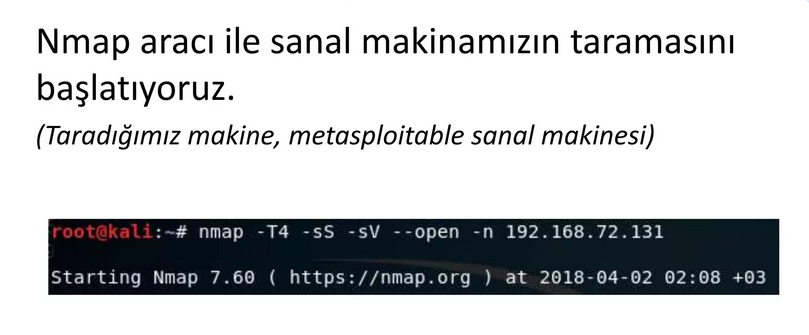 Nmap aracı ile sanal makinamızın taramasını
başlatıyoruz.
(Taradığımız makine, metasploitable sanal makinesi)
root@kali:~# nmap -T4 -sS -sV --open -n 192.168.72.131
Starting Nmap 7.60 ( https://nmap.org ) at 2018-04-02 02:08 +03